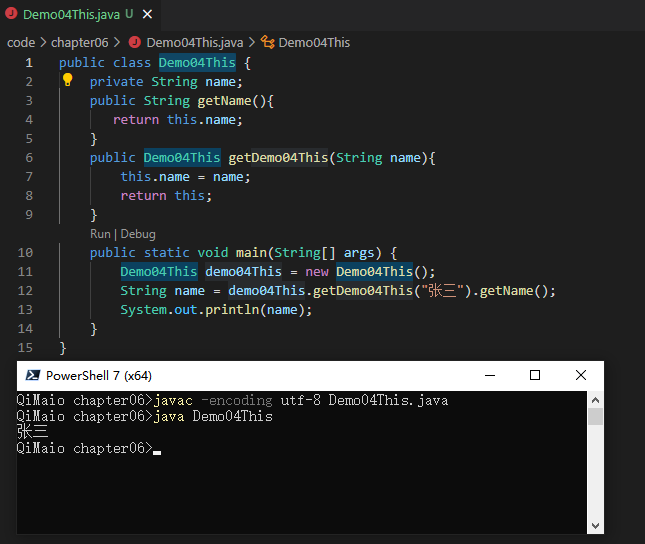 Demo04This.java U ×
code > chapter06 > Demo04This.java > Demo04This
1 public class Demo04This {
2     private String name;
3     public String getName(){
4        return this.name;
5     }
6     public Demo04This getDemo04This(String name){
7         this.name = name;
8         return this;
9     }
Run | Debug
10     public static void main(String[] args) {
11         Demo04This demo04This = new Demo04This();
12         String name = demo04This.getDemo04This("张三").getName();
13         System.out.println(name);
14     }
15 }
PowerShell 7 (x64)
QiMaio chapter06>javac -encoding utf-8 Demo04This.java
QiMaio chapter06>java Demo04This
张三
QiMaio chapter06>